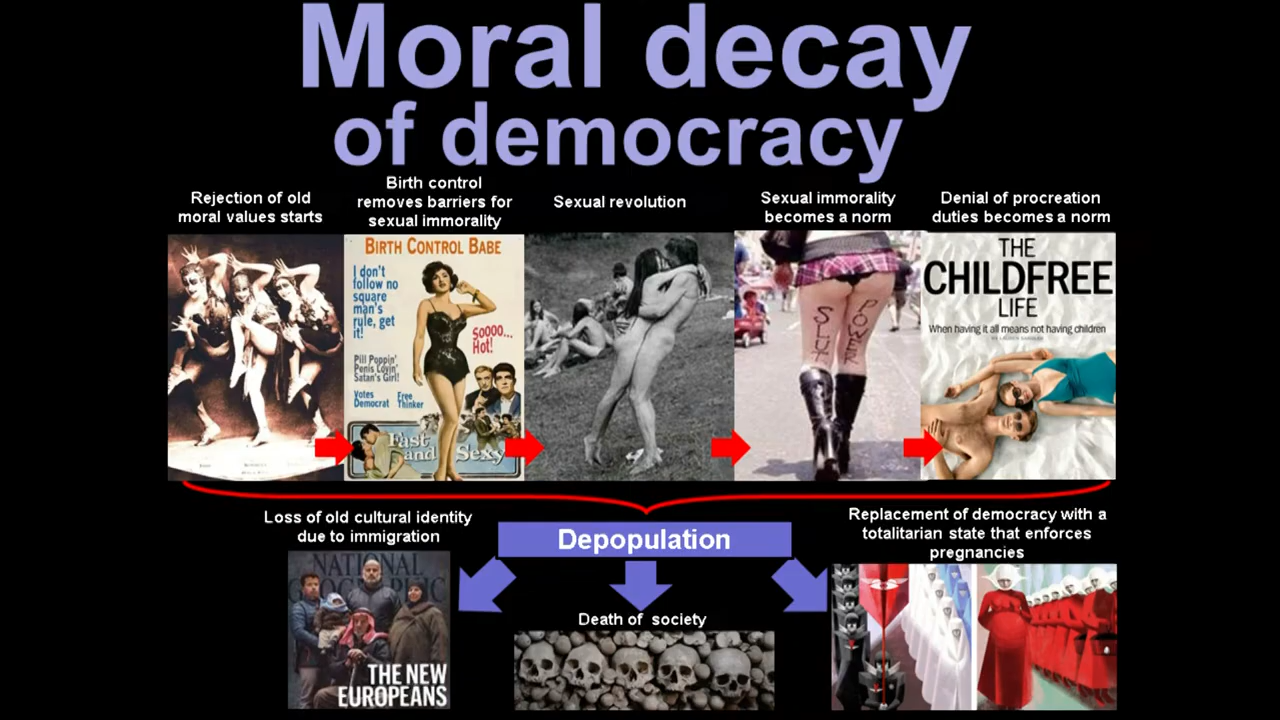 Moral decay
of democracy
Rejection of old
moral values starts
Birth control
removes barriers for
sexual immorality
Sexual revolution
Sexual immorality
becomes a norm
Denial of procreation
duties becomes a norm
BIRTH CONTROL BABE
I don't
follow no
square
man's
rule, get
it!
Soooo...
Hot!
Pill Poppin'
Penis Lovin'
Satan's Girl!
Votes
Democrat
Free
Thinker
Fast
and
Sexy
SLUT
POWER
THE
CHILDFREE
LIFE
When having it all means not having children
BY LAUREN SANDLER
Loss of old cultural identity
due to immigration
Depopulation
Replacement of democracy with a
totalitarian state that enforces
pregnancies
NATIONAL
GEOGRAPHIC
THE NEW
EUROPEANS
Death of society